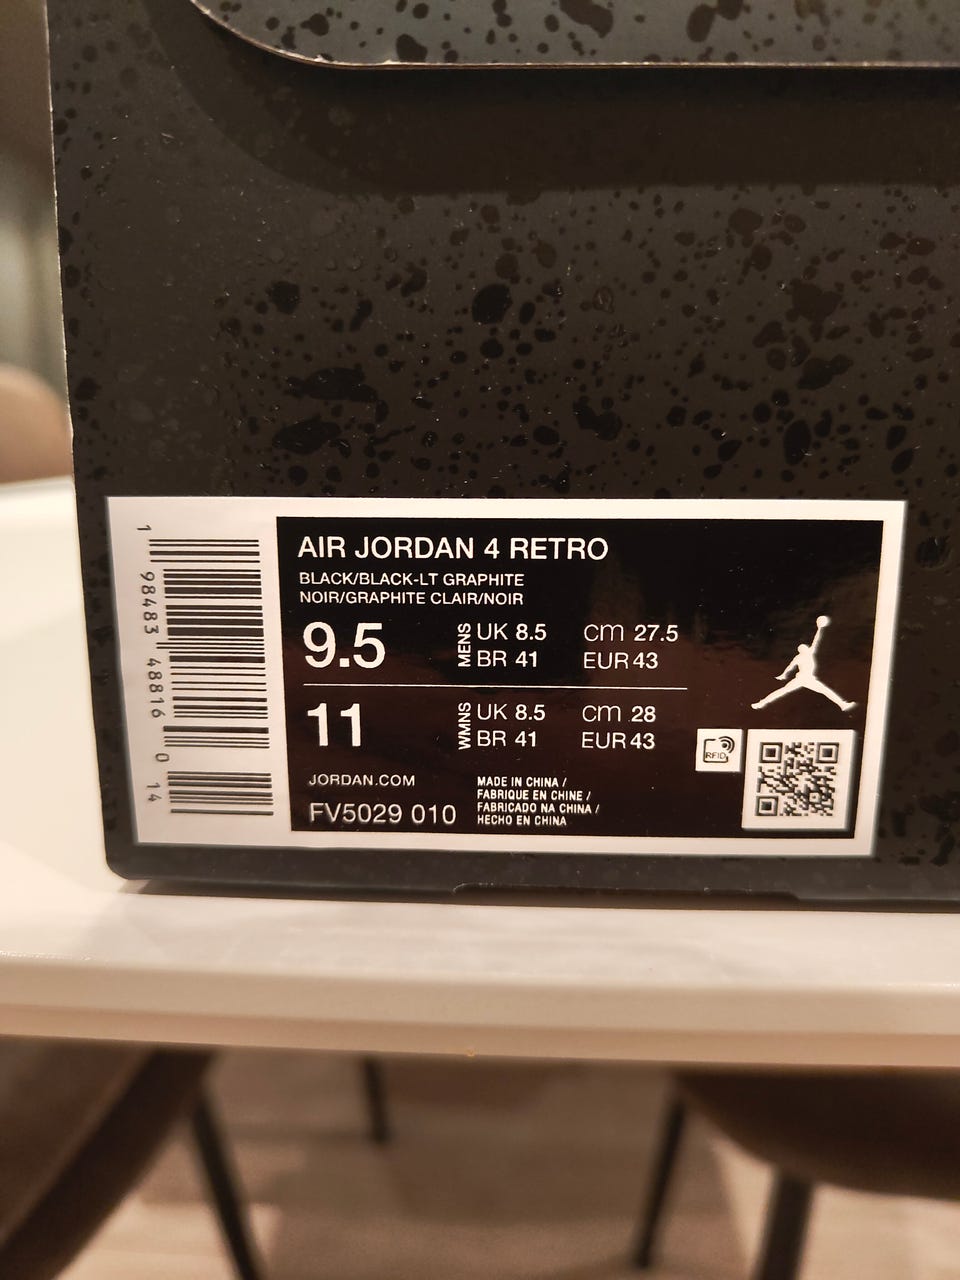 1 98483 48816 0 14
AIR JORDAN 4 RETRO
BLACK/BLACK-LT GRAPHITE
NOIR/GRAPHITE CLAIR/NOIR
9.5 MENS UK 8.5 cm 27.5
BR 41 EUR 43
11 WMNS UK 8.5 cm 28
BR 41 EUR 43
RFID
JORDAN.COM
FV5029 010
MADE IN CHINA /
FABRIQUE EN CHINE /
FABRICADO NA CHINA /
HECHO EN CHINA